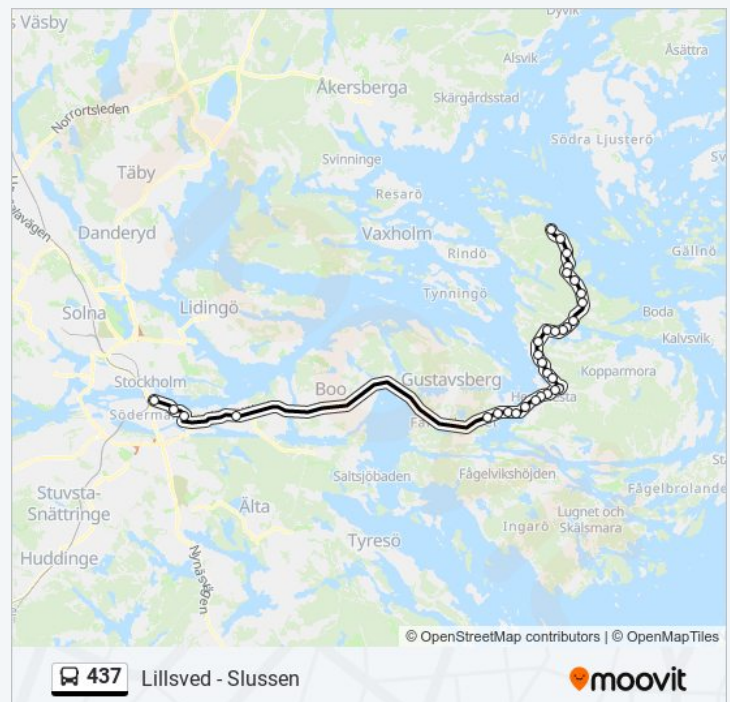 s Väsby
Dyvik
Åsättra
Alsvik
Åkersberga
Skärgårdsstad
Norrortsleden
Södra Ljusterö
Svinninge
Täby
Resarö
Danderyd
Vaxholm
Rindö
Gällnö
Tynningö
Lidingö
Solna
Boda
Kalvsvik
Kopparmora
Stockholm
Boo
Gustavsberg
Saltsjöbaden
Fågelvikshöjden
Fågelbrolande
Stuvsta-
Snättringe
Älta
Lugnet och
Skälsmara
Ingarö
Tyresö
Huddinge
Nynäsvägen
© OpenStreetMap contributors | © OpenMapTiles
437 Lillsved - Slussen
moovit